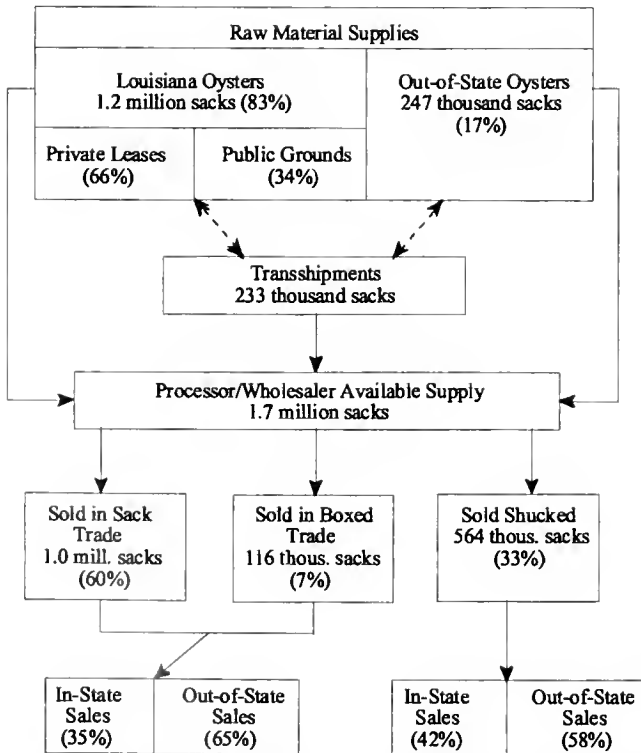 Raw Material Supplies
Louisiana Oysters
1.2 million sacks (83%)
Out-of-State Oysters
247 thousand sacks
(17%)
Private Leases
(66%)
Public Grounds
(34%)
Transshipments
233 thousand sacks
Processor/Wholesaler Available Supply
1.7 million sacks
Sold in Sack
Trade
1.0 mill. sacks
(60%)
Sold in Boxed
Trade
116 thous. sacks
(7%)
Sold Shucked
564 thous. sacks
(33%)
In-State
Sales
(35%)
Out-of-State
Sales
(65%)
In-State
Sales
(42%)
Out-of-State
Sales
(58%)